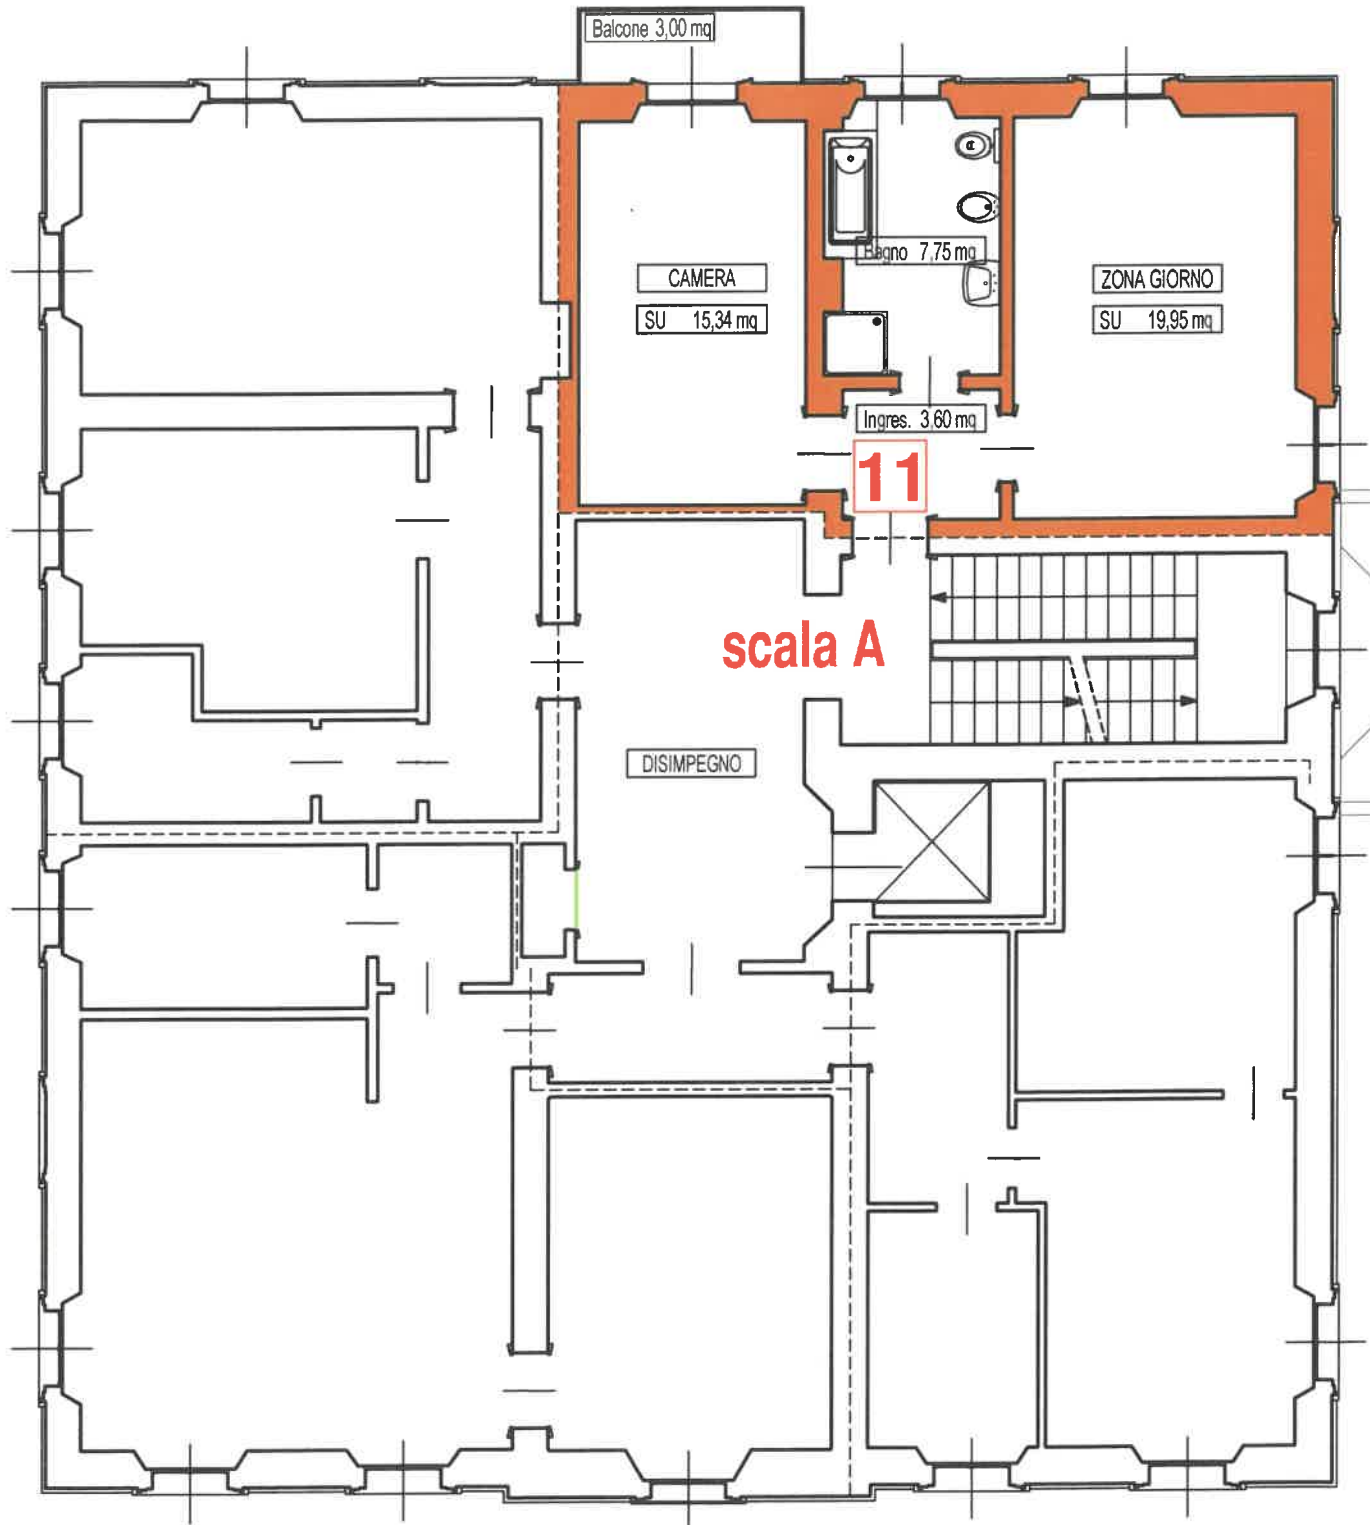 Balcone 3,00 mq
CAMERA
SU 15,34 mq
Bagno 7,75 mq
ZONA GIORNO
SU 19,95 mq
Ingres. 3,60 mq
11
scala A
DISIMPEGNO